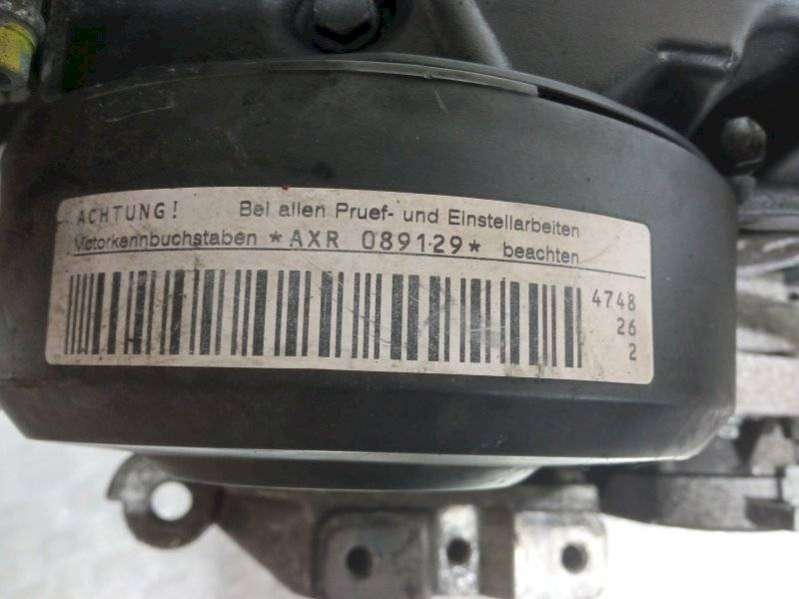 ACHTUNG! Bei allen Pruef- und Einstellarbeiten
Motorkennbuchstaben *AXR 089129* beachten
4748
26
2